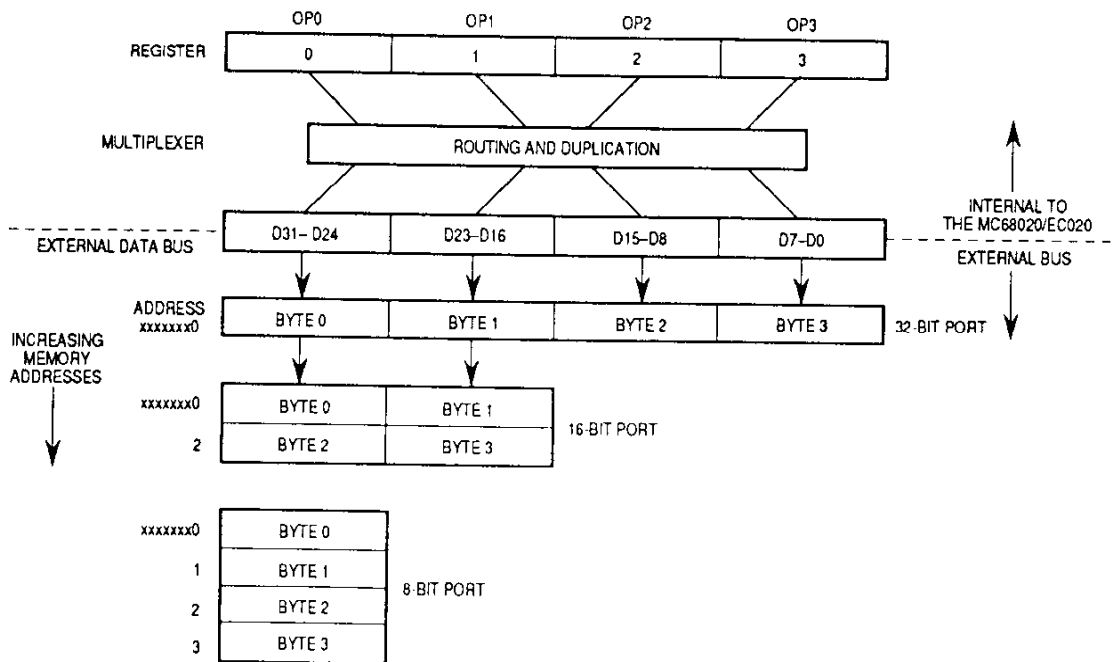 OP0 OP1 OP2 OP3
REGISTER 0 1 2 3
MULTIPLEXER ROUTING AND DUPLICATION
INTERNAL TO
THE MC68020/EC020
D31–D24 D23–D16 D15–D8 D7–D0
EXTERNAL DATA BUS
EXTERNAL BUS
ADDRESS
xxxxxxx0 BYTE 0 BYTE 1 BYTE 2 BYTE 3 32-BIT PORT
INCREASING
MEMORY
ADDRESSES
xxxxxxx0 BYTE 0 BYTE 1
16-BIT PORT
2 BYTE 2 BYTE 3
xxxxxxx0 BYTE 0
1 BYTE 1
8-BIT PORT
2 BYTE 2
3 BYTE 3